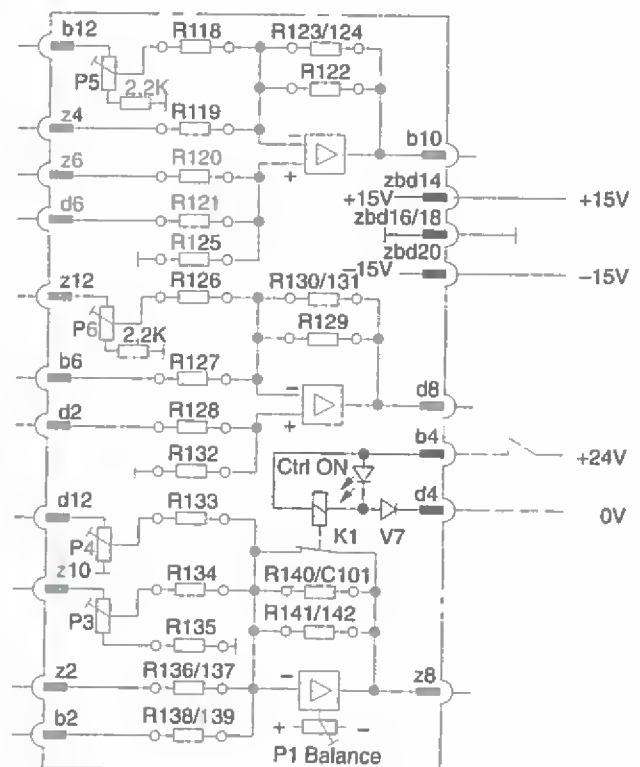 b12
R118
R123/124
P5
2,2K
R122
z4
R119
−
b10
z6
R120
+
zbd14
+15V
+15V
d6
R121
zbd16/18
R125
zbd20
−15V
−15V
z12
R126
R130/131
P6
2,2K
R129
b6
R127
−
d8
d2
R128
+
b4
R132
Ctrl ON
+24V
d12
R133
d4
0V
P4
K1
V7
z10
R134
R140/C101
P3
R135
R141/142
z2
R136/137
−
z8
b2
R138/139
+
−
P1 Balance